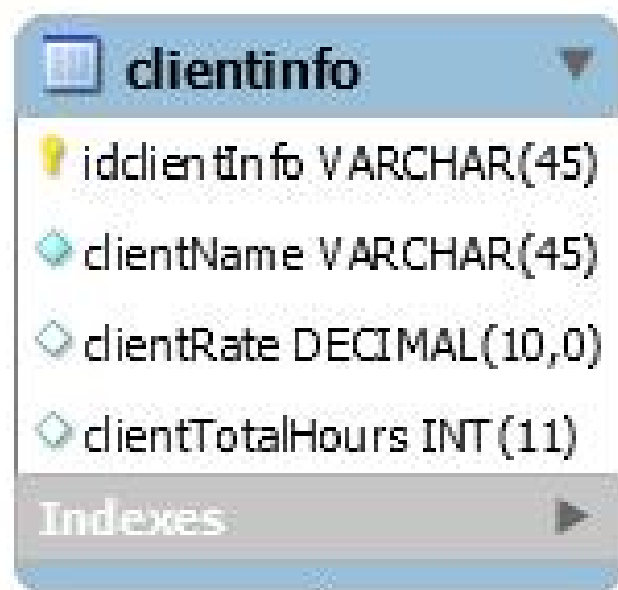 clientinfo
idclientInfo VARCHAR(45)
clientName VARCHAR(45)
clientRate DECIMAL(10,0)
clientTotalHours INT(11)
Indexes